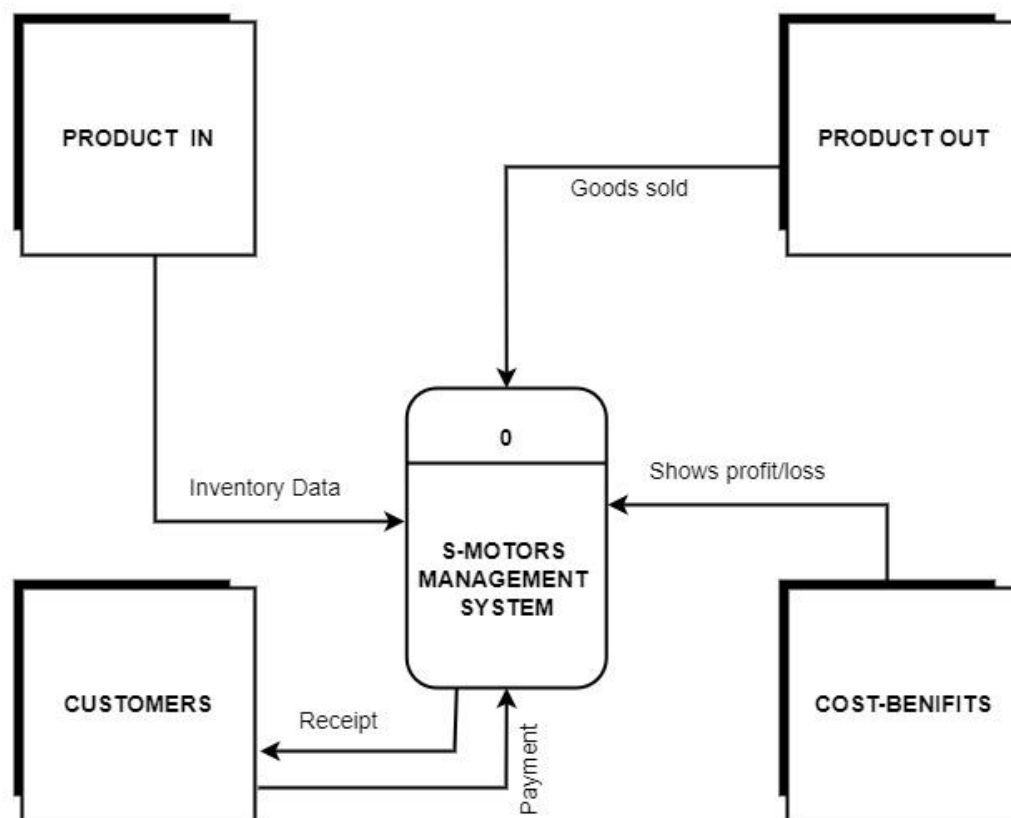 PRODUCT IN
PRODUCT OUT
Goods sold
0
Shows profit/loss
Inventory Data
S-MOTORS
MANAGEMENT
SYSTEM
CUSTOMERS
COST-BENIFITS
Receipt
Payment